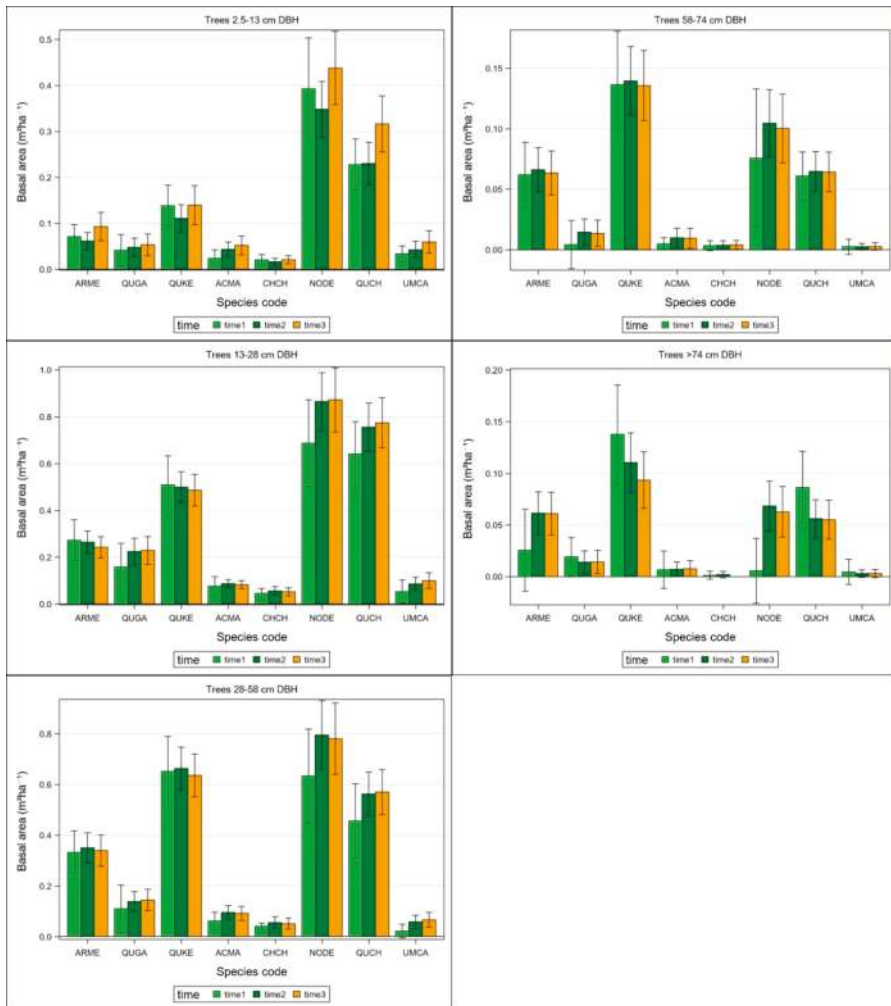 Trees 2.5-13 cm DBH
Basal area (m²ha⁻¹)
0.5
0.4
0.3
0.2
0.1
0.0
ARME QUGA QUKE ACMA CHCH NODE QUCH UMCA
Species code
time time1 time2 time3
Trees 58-74 cm DBH
Basal area (m²ha⁻¹)
0.15
0.10
0.05
0.00
ARME QUGA QUKE ACMA CHCH NODE QUCH UMCA
Species code
time time1 time2 time3
Trees 13-28 cm DBH
Basal area (m²ha⁻¹)
1.0
0.8
0.6
0.4
0.2
0.0
ARME QUGA QUKE ACMA CHCH NODE QUCH UMCA
Species code
time time1 time2 time3
Trees >74 cm DBH
Basal area (m²ha⁻¹)
0.20
0.15
0.10
0.05
0.00
ARME QUGA QUKE ACMA CHCH NODE QUCH UMCA
Species code
time time1 time2 time3
Trees 28-58 cm DBH
Basal area (m²ha⁻¹)
0.8
0.6
0.4
0.2
0.0
ARME QUGA QUKE ACMA CHCH NODE QUCH UMCA
Species code
time time1 time2 time3